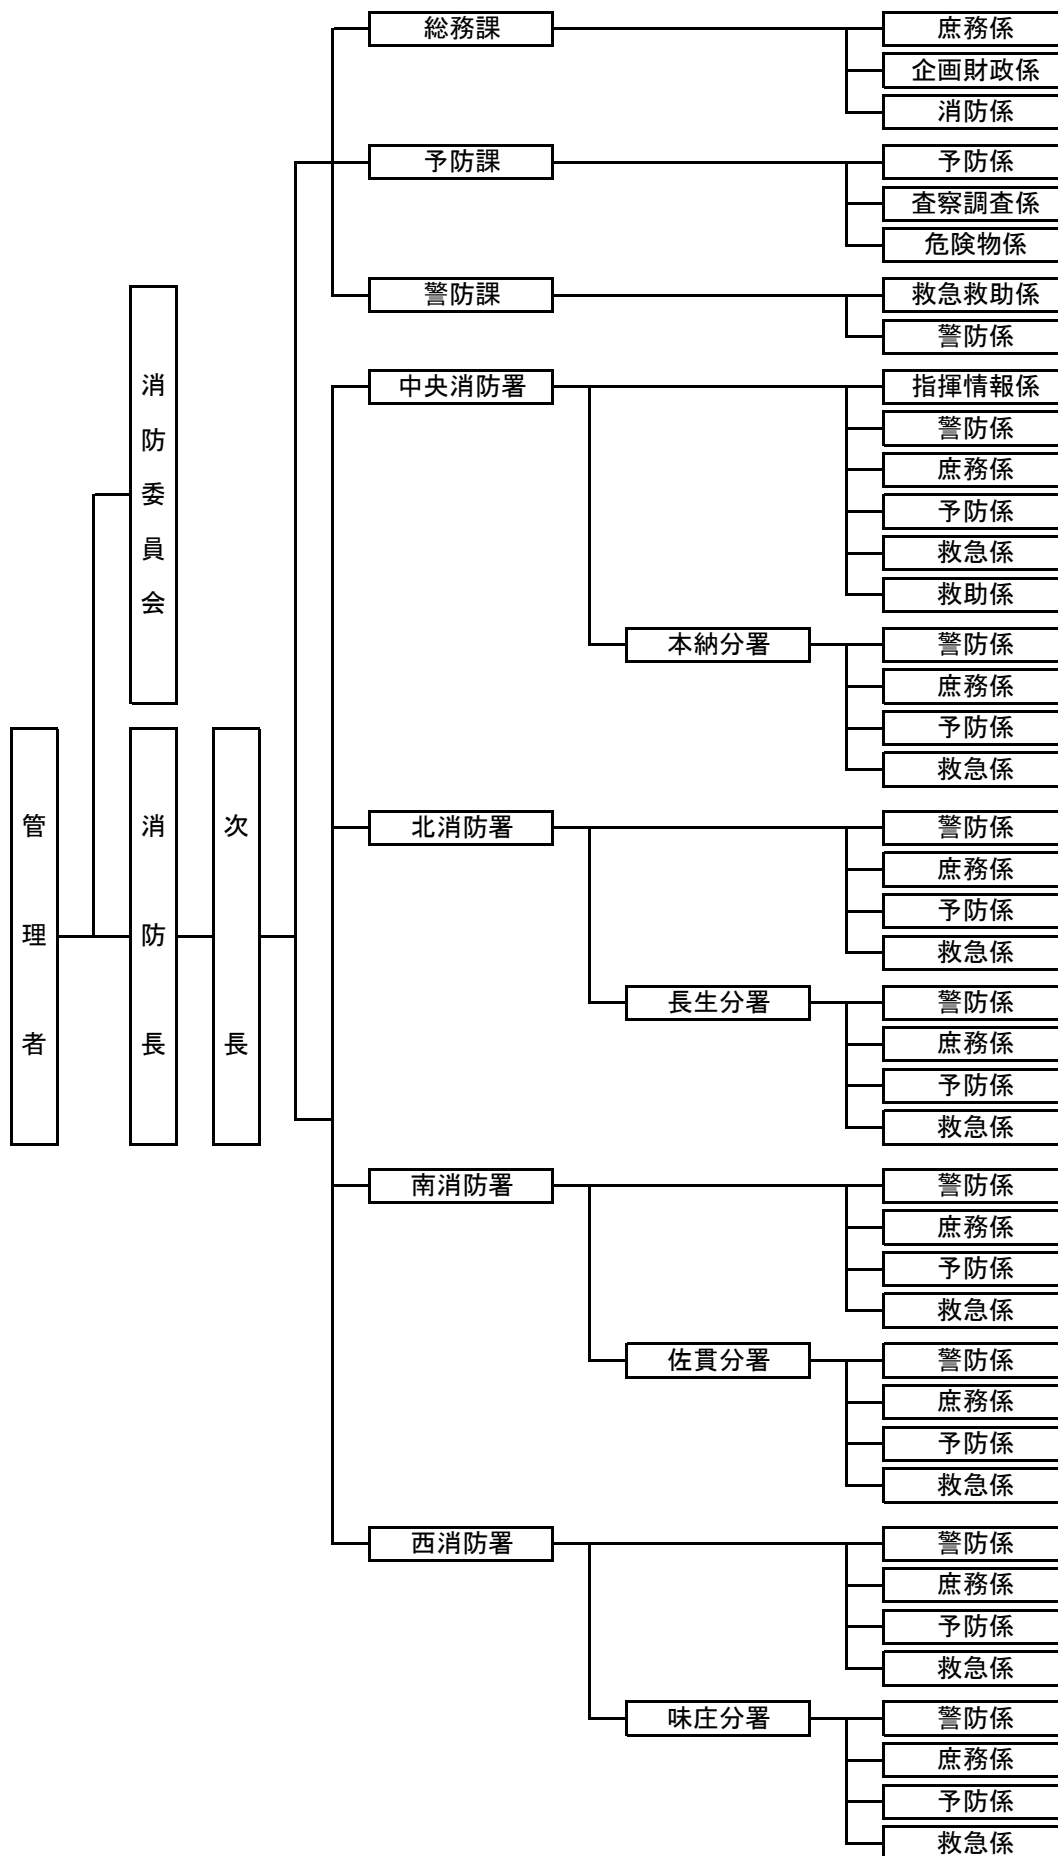 管理者
消防委員会
消防長
次長
総務課
庶務係
企画財政係
消防係
予防課
予防係
査察調査係
危険物係
警防課
救急救助係
警防係
中央消防署
指揮情報係
警防係
庶務係
予防係
救急係
救助係
本納分署
警防係
庶務係
予防係
救急係
北消防署
警防係
庶務係
予防係
救急係
長生分署
警防係
庶務係
予防係
救急係
南消防署
警防係
庶務係
予防係
救急係
佐貫分署
警防係
庶務係
予防係
救急係
西消防署
警防係
庶務係
予防係
救急係
味庄分署
警防係
庶務係
予防係
救急係